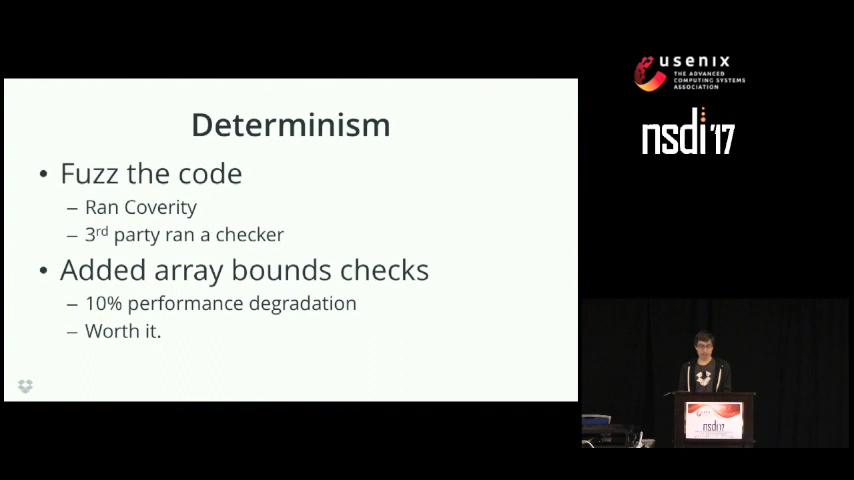 Determinism
• Fuzz the code
– Ran Coverity
– 3rd party ran a checker
• Added array bounds checks
– 10% performance degradation
– Worth it.
usenix
THE ADVANCED
COMPUTING SYSTEMS
ASSOCIATION
nsdi'17
nsdi'17